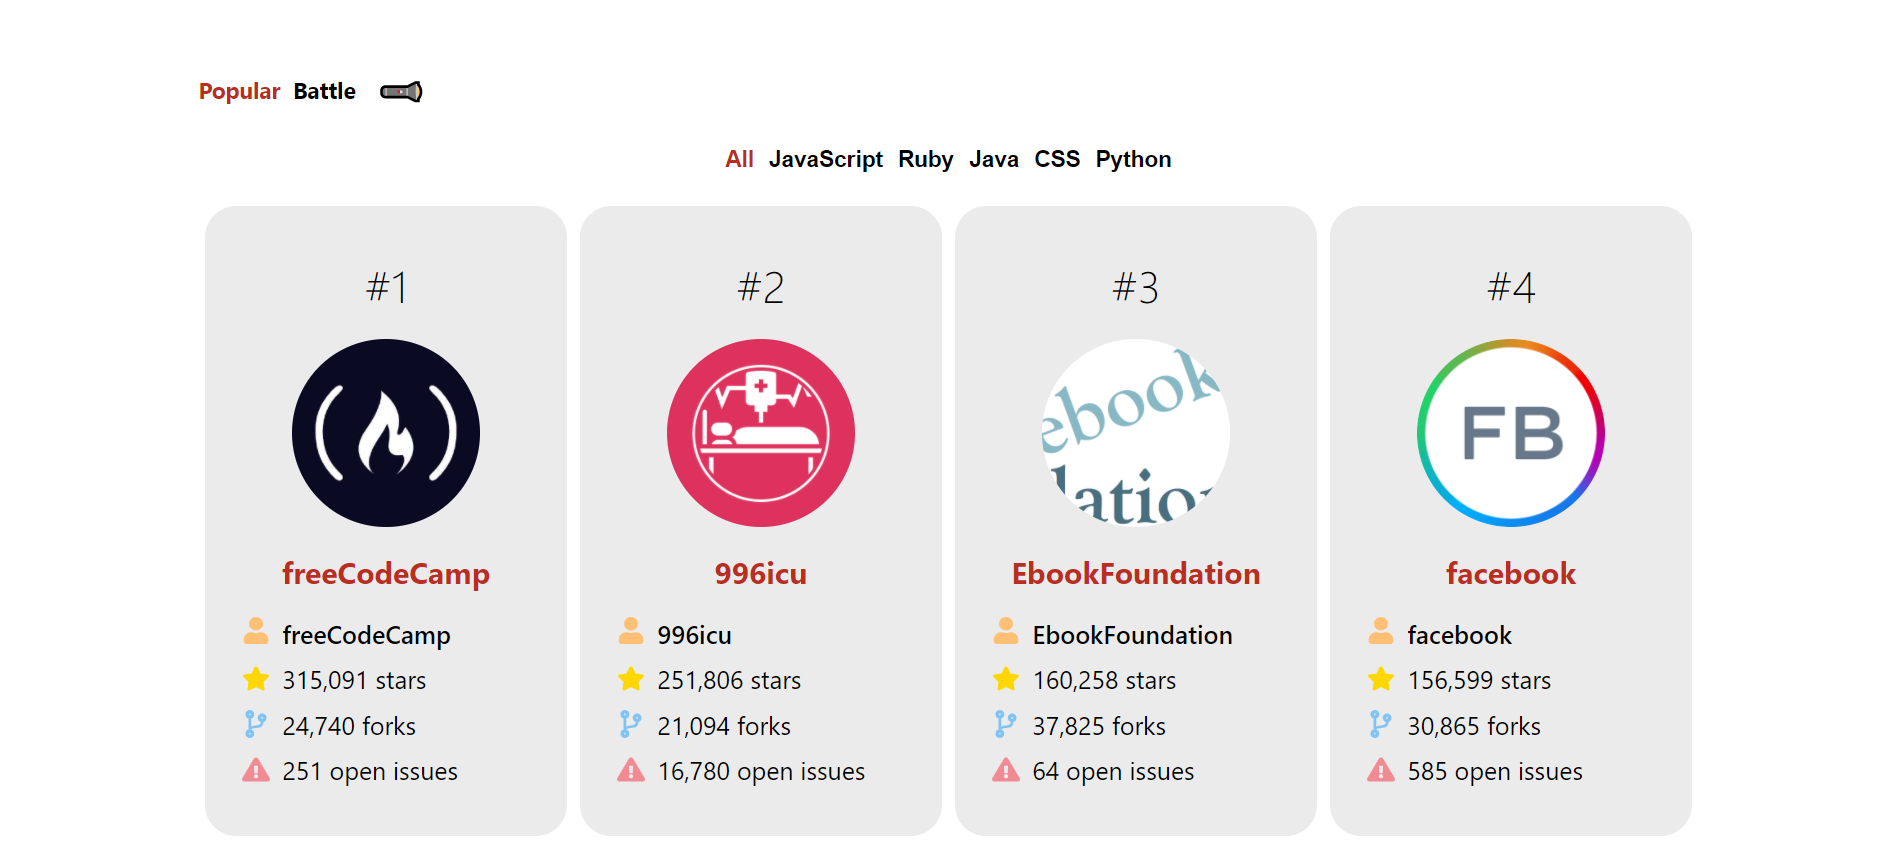 Popular Battle
All JavaScript Ruby Java CSS Python
#1
freeCodeCamp
freeCodeCamp
315,091 stars
24,740 forks
251 open issues
#2
996icu
996icu
251,806 stars
21,094 forks
16,780 open issues
#3
ebook
dation
EbookFoundation
EbookFoundation
160,258 stars
37,825 forks
64 open issues
#4
FB
facebook
facebook
156,599 stars
30,865 forks
585 open issues